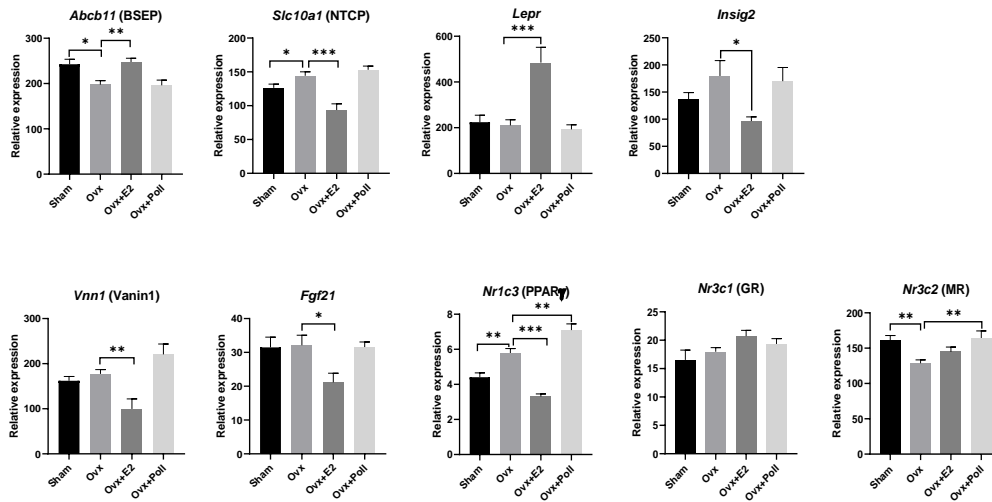 Abcb11 (BSEP)
Relative expression
300
200
100
0
*
**
Sham
Ovx
Ovx+E2
Ovx+Poll
Slc10a1 (NTCP)
Relative expression
200
150
100
50
0
*
***
Sham
Ovx
Ovx+E2
Ovx+Poll
Lepr
Relative expression
600
400
200
0
***
Sham
Ovx
Ovx+E2
Ovx+Poll
Insig2
Relative expression
250
200
150
100
50
0
*
Sham
Ovx
Ovx+E2
Ovx+Poll
Vnn1 (Vanin1)
Relative expression
300
200
100
0
**
Sham
Ovx
Ovx+E2
Ovx+Poll
Fgf21
Relative expression
40
30
20
10
0
*
Sham
Ovx
Ovx+E2
Ovx+Poll
Nr1c3 (PPARγ)
Relative expression
8
6
4
2
0
**
***
**
Sham
Ovx
Ovx+E2
Ovx+Poll
Nr3c1 (GR)
Relative expression
25
20
15
10
5
0
Sham
Ovx
Ovx+E2
Ovx+Poll
Nr3c2 (MR)
Relative expression
200
150
100
50
0
**
**
Sham
Ovx
Ovx+E2
Ovx+Poll